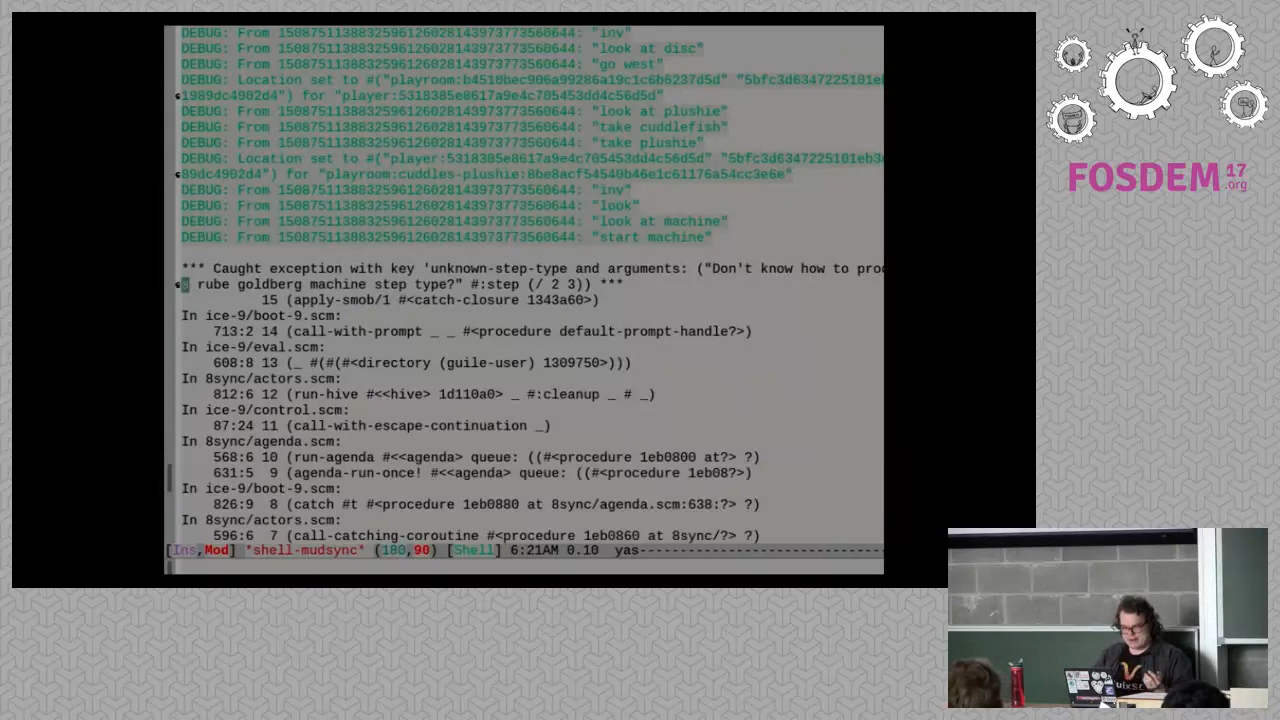 DEBUG: From 15087511388325961260281439737735606​44: "inv"
DEBUG: From 1508751138832596126028143973773560644: "look at disc"
DEBUG: From 1508751138832596126028143973773560644: "go west"
DEBUG: Location set to #("playroom:b4510bec906a99286a19c1c6b6237d5d" "5bfc3d6347225101e
1989dc4902d4") for "player:5318385e8617a9e4c705453dd4c56d5d"
DEBUG: From 1508751138832596126028143973773560644: "look at plushie"
DEBUG: From 1508751138832596126028143973773560644: "take cuddlefish"
DEBUG: From 1508751138832596126028143973773560644: "take plushie"
DEBUG: Location set to #("player:5318385e8617a9e4c705453dd4c56d5d" "5bfc3d6347225101eb3
89dc4902d4") for "playroom:cuddles-plushie:8be8acf54540b46e1c61176a54cc3e6e"
DEBUG: From 1508751138832596126028143973773560644: "inv"
DEBUG: From 1508751138832596126028143973773560644: "look"
DEBUG: From 1508751138832596126028143973773560644: "look at machine"
DEBUG: From 1508751138832596126028143973773560644: "start machine"
*** Caught exception with key 'unknown-step-type and arguments: ("Don't know how to pro
s rube goldberg machine step type?" #:step (/ 2 3)) ***
15 (apply-smob/1 #<catch-closure 1343a60>)
In ice-9/boot-9.scm:
713:2 14 (call-with-prompt _ _ #<procedure default-prompt-handle?>)
In ice-9/eval.scm:
608:8 13 (_ #(#(#<directory (guile-user) 1309750>)))
In 8sync/actors.scm:
812:6 12 (run-hive #<<hive> 1d110a0> _ #:cleanup _ # _)
In ice-9/control.scm:
87:24 11 (call-with-escape-continuation _)
In 8sync/agenda.scm:
568:6 10 (run-agenda #<<agenda> queue: ((#<procedure 1eb0800 at?> ?)
631:5 9 (agenda-run-once! #<<agenda> queue: ((#<procedure 1eb08?>)
In ice-9/boot-9.scm:
826:9 8 (catch #t #<procedure 1eb0880 at 8sync/agenda.scm:638:?> ?)
In 8sync/actors.scm:
596:6 7 (call-catching-coroutine #<procedure 1eb0860 at 8sync/?> ?)
[Ins,Mod] *shell-mudsync* (180,90) [Shell] 6:21AM 0.10 yas
FOSDEM 17
.org